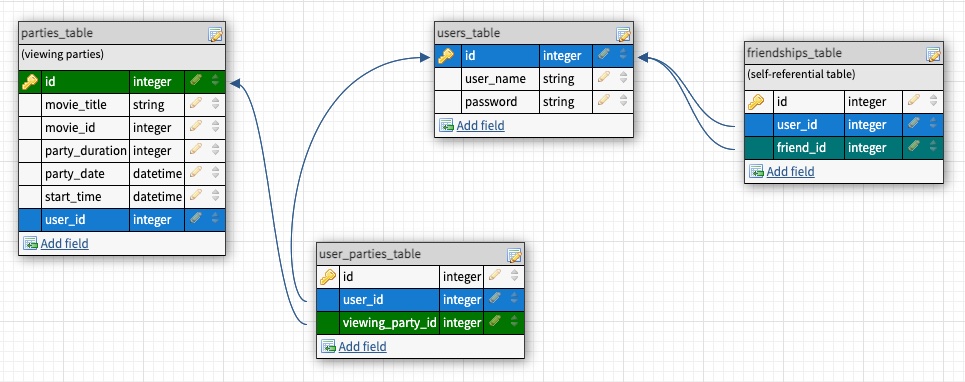 parties_table
(viewing parties)
id integer
movie_title string
movie_id integer
party_duration integer
party_date datetime
start_time datetime
user_id integer
Add field
users_table
id integer
user_name string
password string
Add field
friendships_table
(self-referential table)
id integer
user_id integer
friend_id integer
Add field
user_parties_table
id integer
user_id integer
viewing_party_id integer
Add field